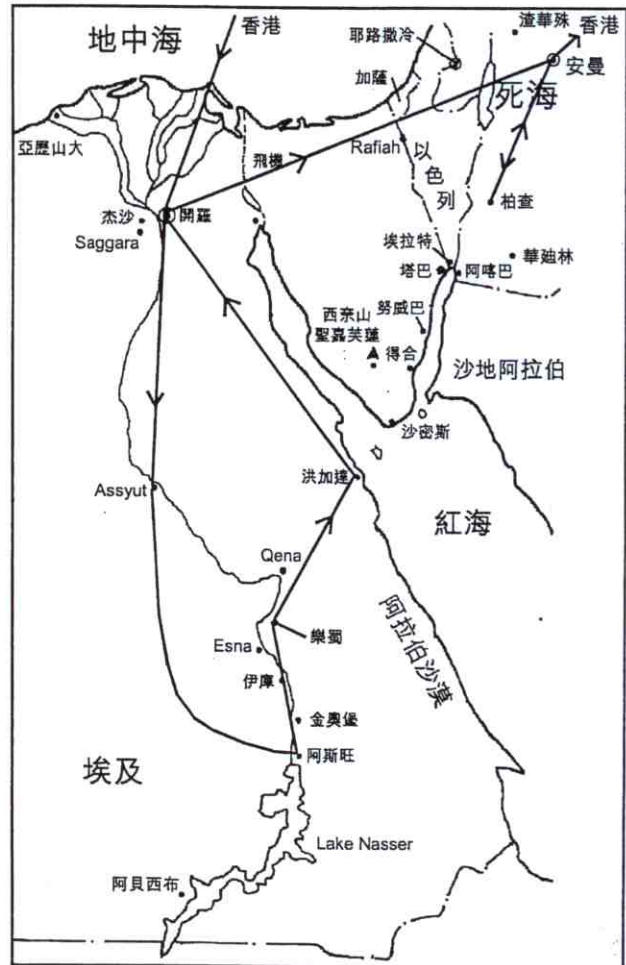 香港
渣華殊
香港
地中海
耶路撒冷
安曼
加薩
死海
亞歷山大
飛機
Rafiah
以色列
杰沙
開羅
柏查
Saggara
埃拉特
華廸林
塔巴
阿喀巴
西奈山
努威巴
聖嘉芙蓮
得合
沙地阿拉伯
沙密斯
洪加達
Assyut
紅海
Qena
樂蜀
阿拉伯沙漠
Esna
伊摩
金奧堡
阿斯旺
埃及
Lake Nasser
阿貝西布